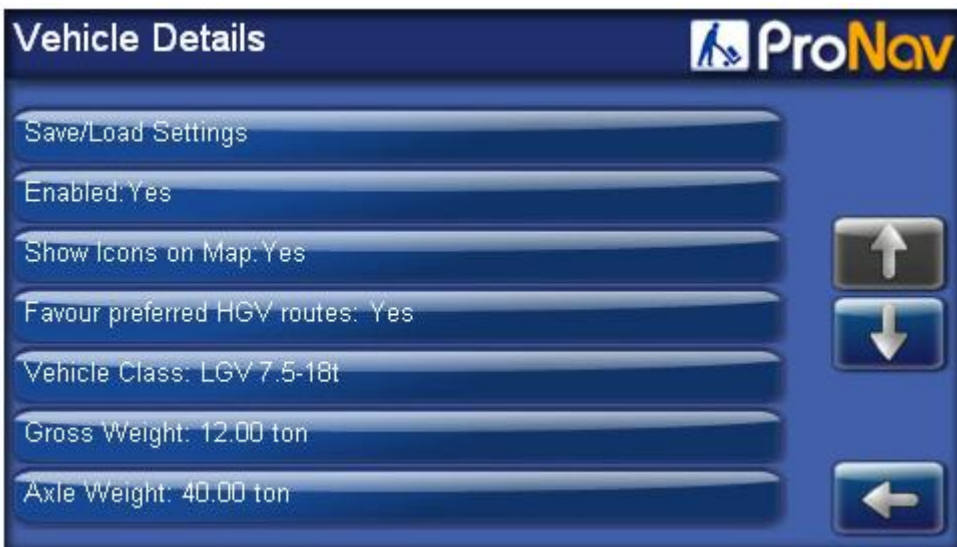 Vehicle Details
ProNav
Save/Load Settings
Enabled:Yes
Show Icons on Map:Yes
Favour preferred HGV routes: Yes
Vehicle Class: LGV 7.5-18t
Gross Weight: 12.00 ton
Axle Weight: 40.00 ton